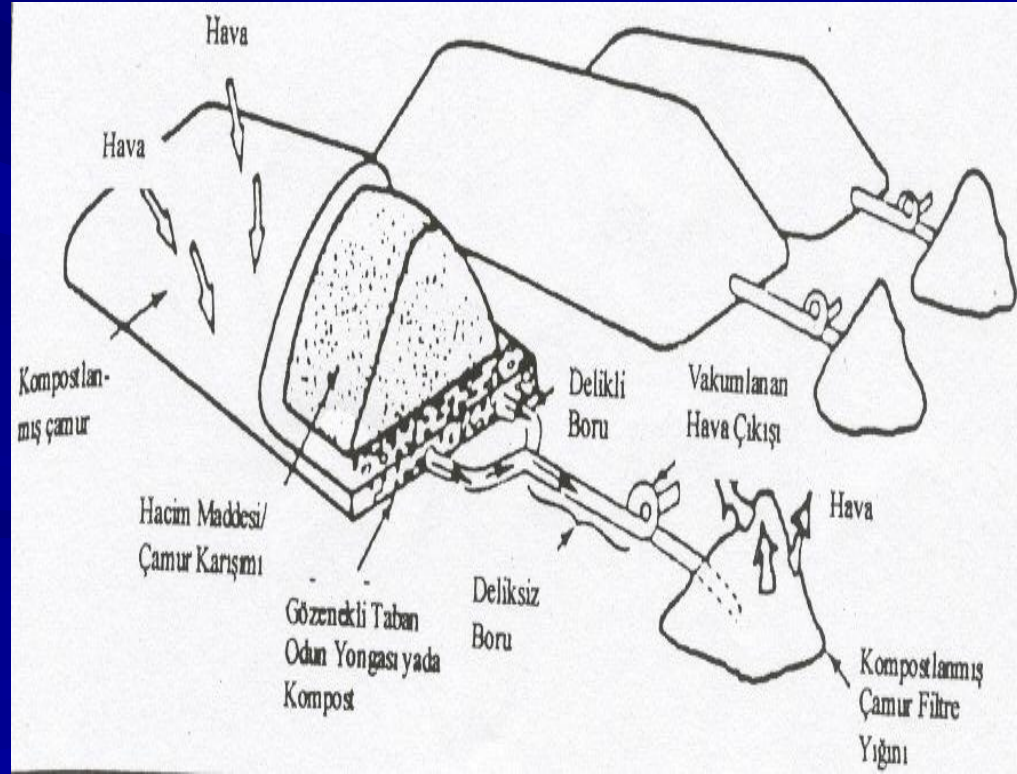 Hava
Hava
Kompostlan-
mış çamur
Hacim Maddesi/
Çamur Karışımı
Gözenekli Taban
Odun Yongası yada
Kompost
Delikli
Boru
Deliksiz
Boru
Vakumlanan
Hava Çıkışı
Hava
Kompostlanmış
Çamur Filtre
Yığını